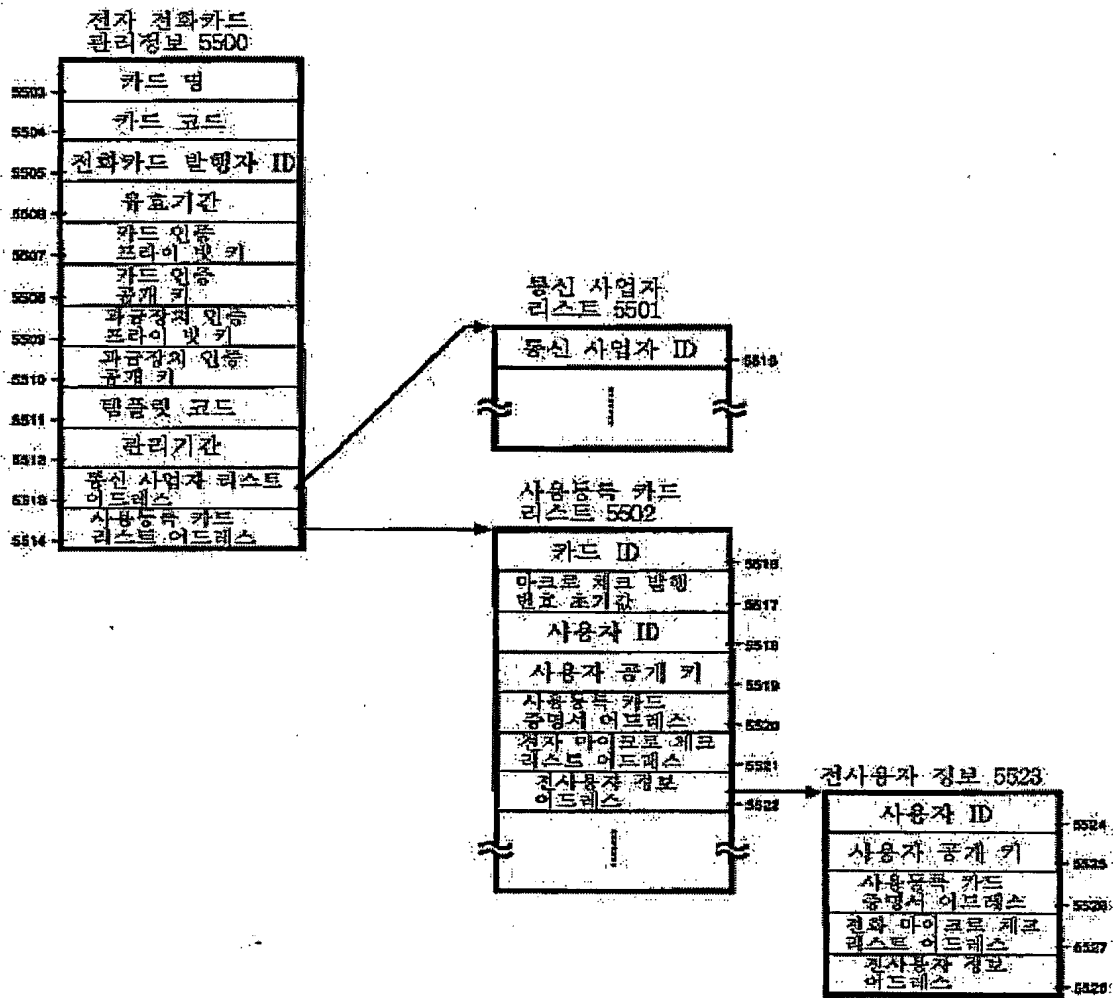 전자 전화카드
관리정보 5500
5503
카드 명
5504
카드 코드
5505
전화카드 발행자 ID
5506
유효기간
5507
카드 인증
프라이빗 키
5508
카드 인증
공개 키
5509
과금장치 인증
프라이빗 키
5510
과금장치 인증
공개 키
5511
템플릿 코드
5512
관리기간
5513
통신 사업자 리스트
어드레스
5514
사용등록 카드
리스트 어드레스
통신 사업자
리스트 5501
통신 사업자 ID
5515
사용등록 카드
리스트 5502
카드 ID
5516
마크로 체크 발행
번호 초기값
5517
사용자 ID
5518
사용자 공개 키
5519
사용등록 카드
증명서 어드레스
5520
전자 마이크로 체크
리스트 어드레스
5521
전사용자 정보
어드레스
5522
전사용자 정보 5523
사용자 ID
5524
사용자 공개 키
5525
사용등록 카드
증명서 어드레스
5526
전화 마이크로 체크
리스트 어드레스
5527
전사용자 정보
어드레스
5528